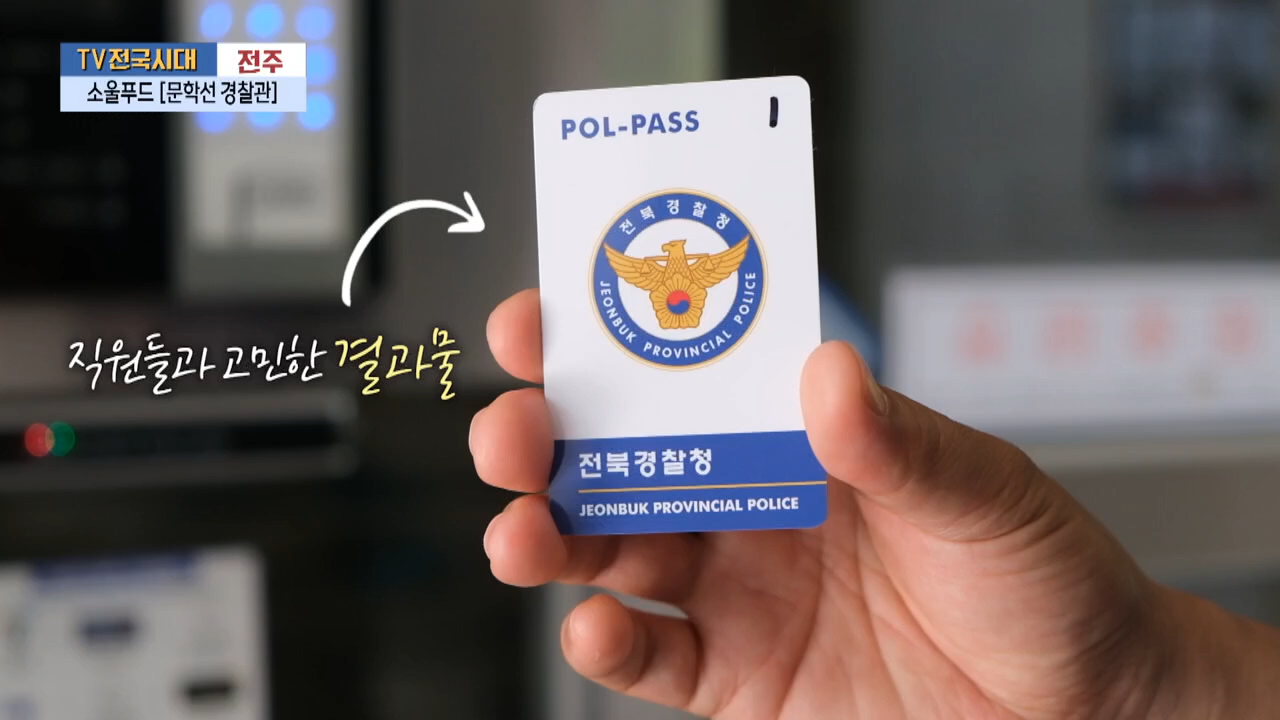 TV전국시대 전주
소울푸드 [문학선 경찰관]
직원들과 고민한 결과물
POL-PASS
전북경찰청
JEONBUK PROVINCIAL POLICE
전북경찰청
JEONBUK PROVINCIAL POLICE